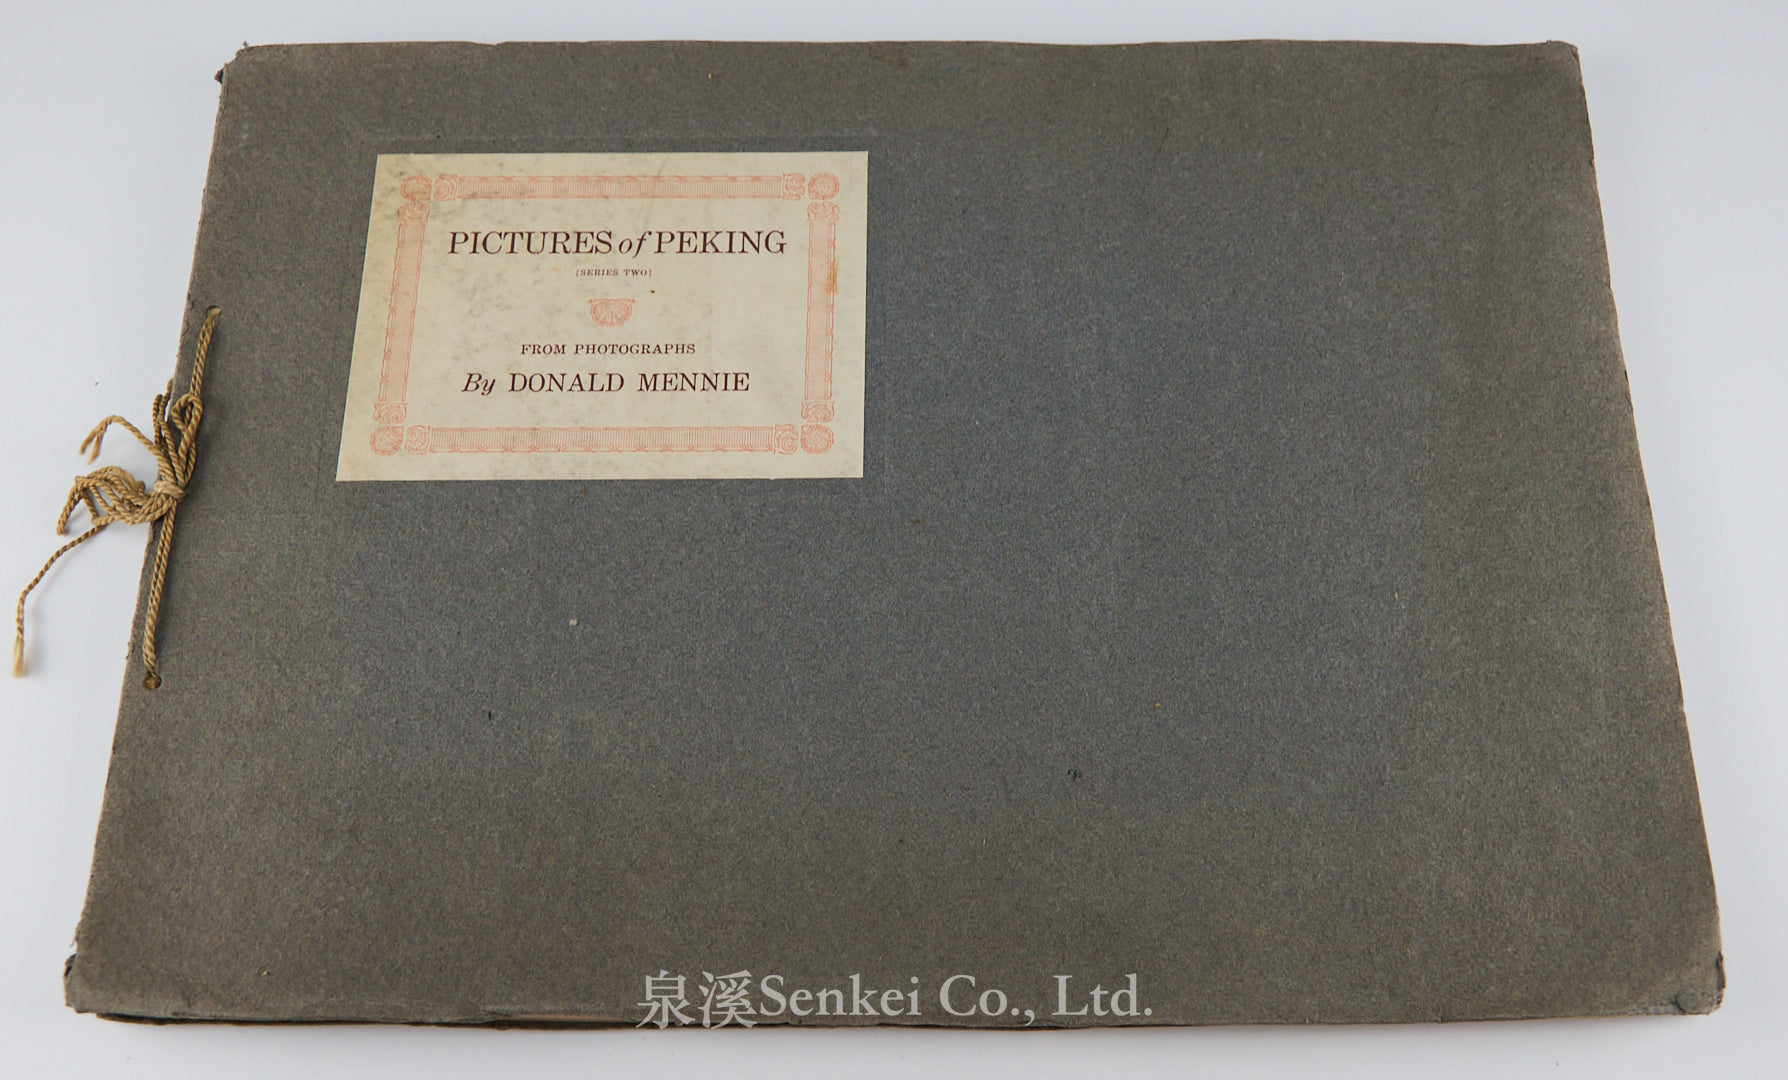 PICTURES of PEKING
[SERIES TWO]
FROM PHOTOGRAPHS
By DONALD MENNIE
泉溪Senkei Co., Ltd.